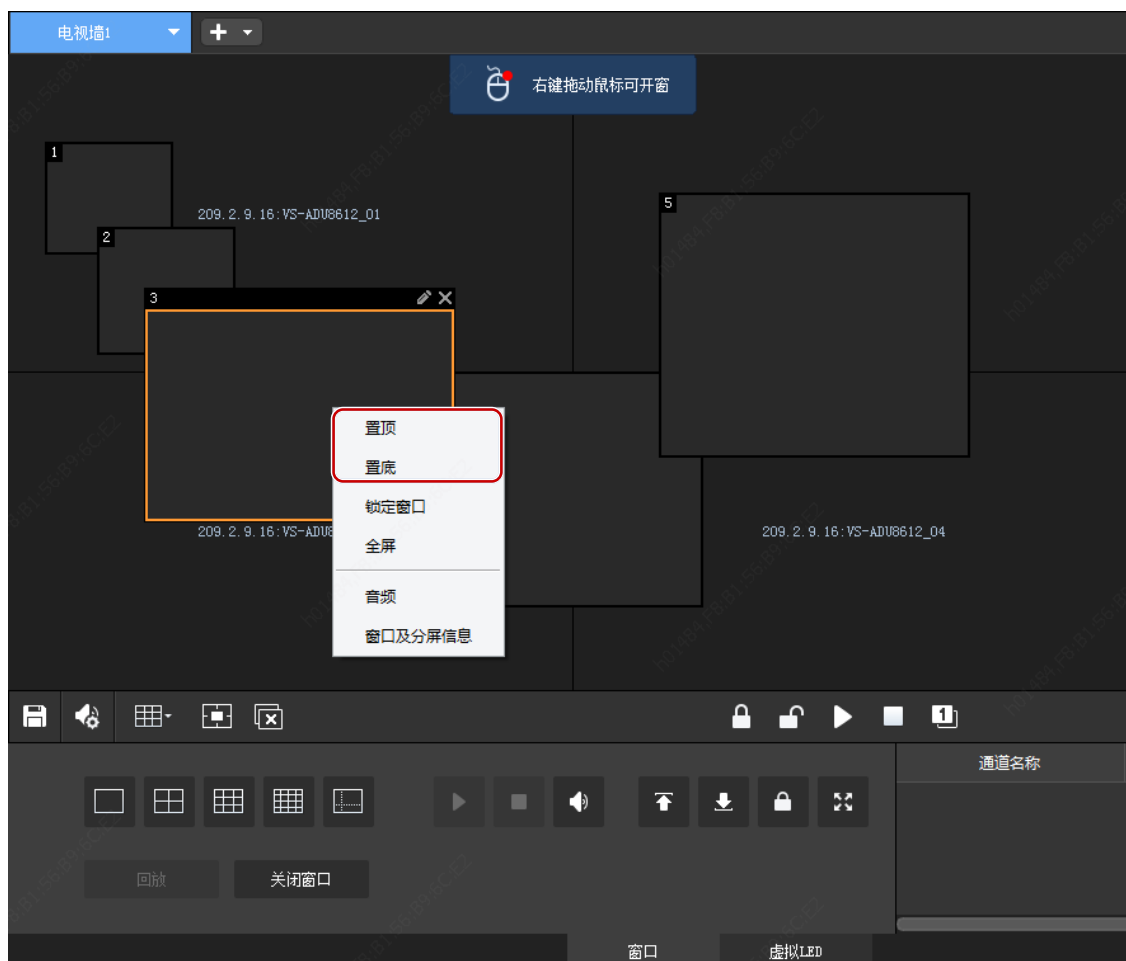 电视墙1
右键拖动鼠标可开窗
1
209.2.9.16:VS-ADU8612_01
5
2
3
置顶
置底
锁定窗口
全屏
音频
窗口及分屏信息
209.2.9.16:VS-ADU8
209.2.9.16:VS-ADU8612_04
1
通道名称
回放
关闭窗口
窗口
虚拟LED